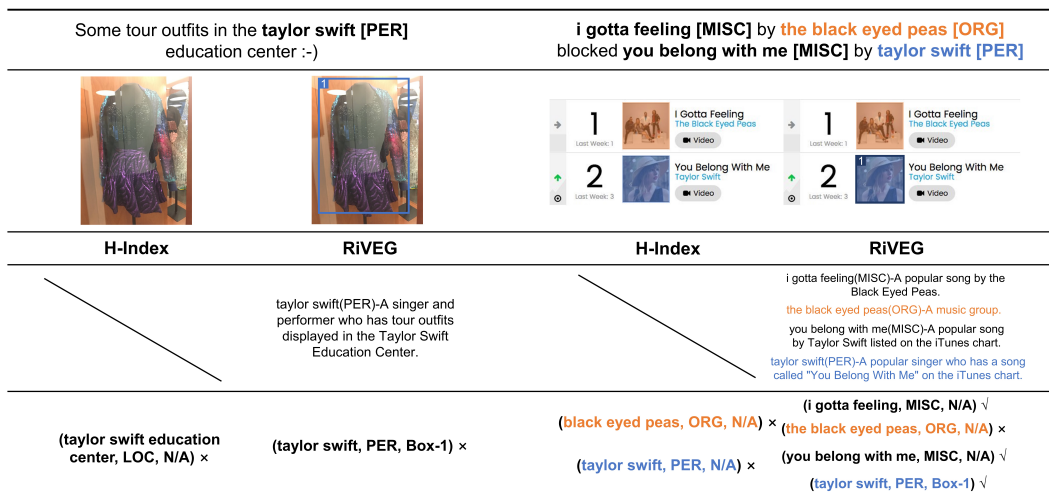 Some tour outfits in the taylor swift [PER]
education center :-)
i gotta feeling [MISC] by the black eyed peas [ORG]
blocked you belong with me [MISC] by taylor swift [PER]
1
1
Last Week: 1
I Gotta Feeling
The Black Eyed Peas
Video
2
Last Week: 3
You Belong With Me
Taylor Swift
Video
1
Last Week: 1
I Gotta Feeling
The Black Eyed Peas
Video
2
Last Week: 3
1
You Belong With Me
Taylor Swift
Video
H-Index
RiVEG
H-Index
RiVEG
taylor swift(PER)-A singer and
performer who has tour outfits
displayed in the Taylor Swift
Education Center.
i gotta feeling(MISC)-A popular song by the
Black Eyed Peas.
the black eyed peas(ORG)-A music group.
you belong with me(MISC)-A popular song
by Taylor Swift listed on the iTunes chart.
taylor swift(PER)-A popular singer who has a song
called "You Belong With Me" on the iTunes chart.
(taylor swift education
center, LOC, N/A) ×
(taylor swift, PER, Box-1) ×
(black eyed peas, ORG, N/A) ×
(taylor swift, PER, N/A) ×
(i gotta feeling, MISC, N/A) √
(the black eyed peas, ORG, N/A) ×
(you belong with me, MISC, N/A) √
(taylor swift, PER, Box-1) √